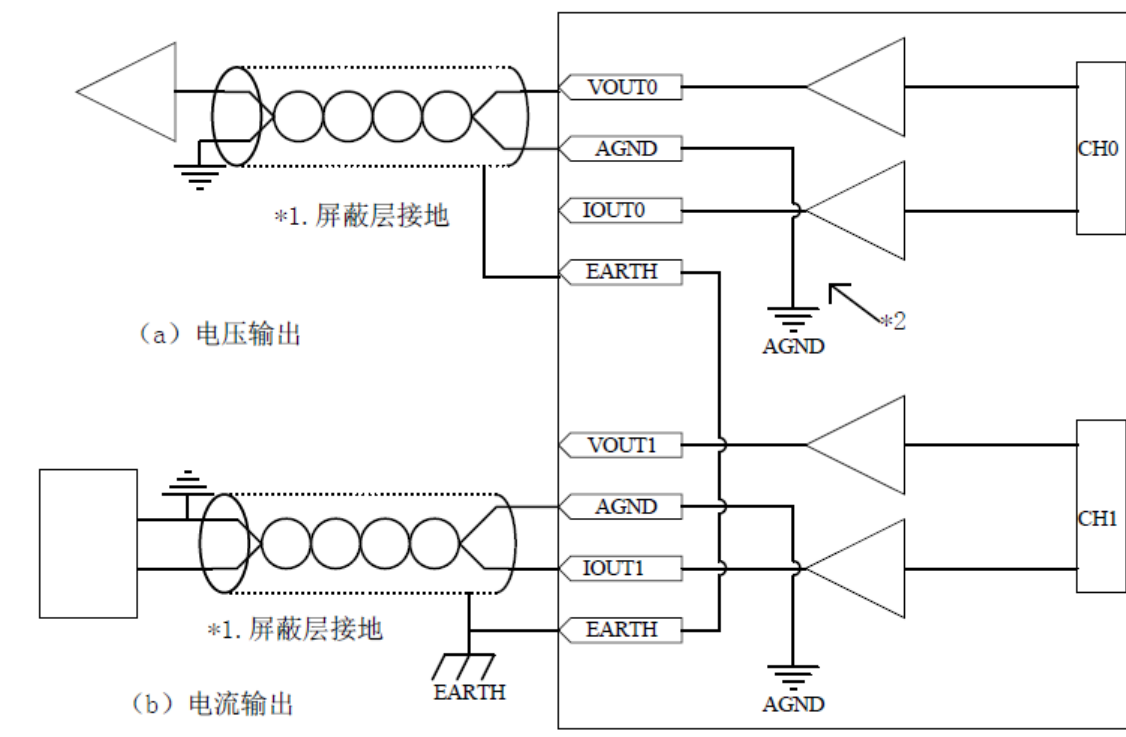 VOUT0
AGND
CH0
*1. 屏蔽层接地
IOUT0
EARTH
(a) 电压输出
*2
AGND
VOUT1
AGND
CH1
IOUT1
*1. 屏蔽层接地
EARTH
EARTH
(b) 电流输出
AGND